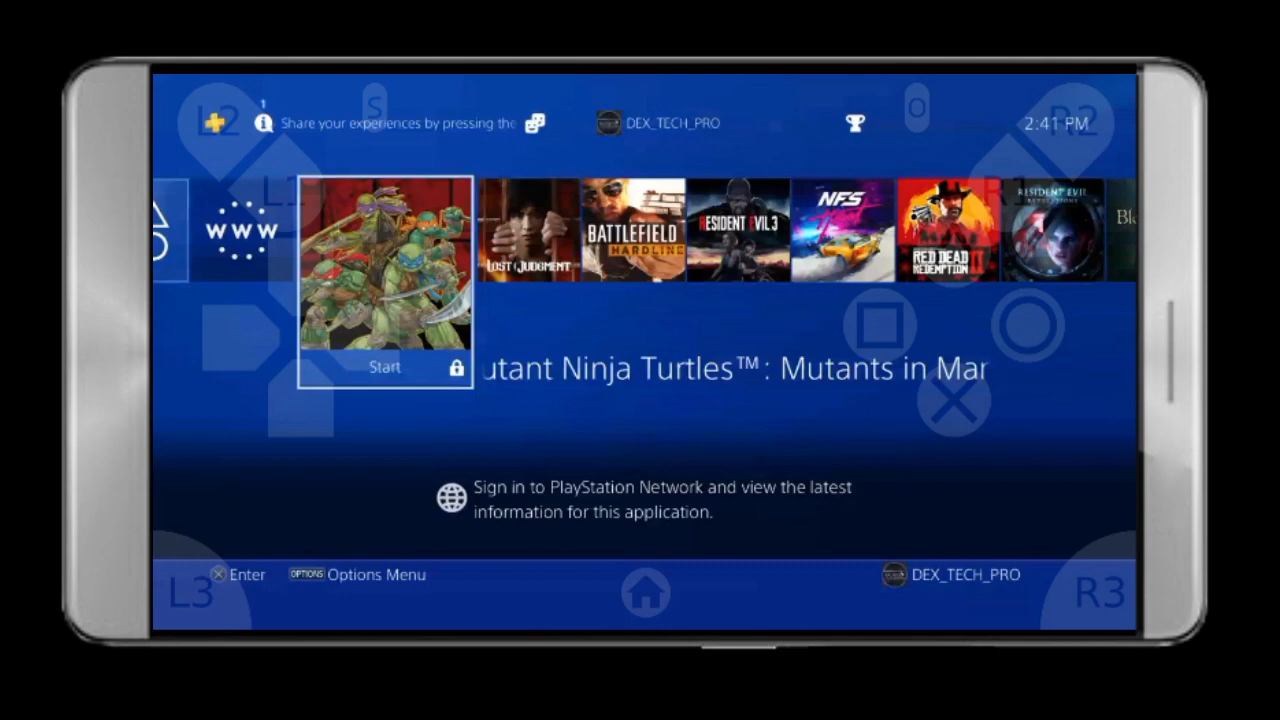 L2
1
S
Share your experiences by pressing the
DEX_TECH_PRO
O
2:41 PM
R2
L1
R1
www
LOST JUDGMENT
BATTLEFIELD
HARDLINE
RESIDENT EVIL 3
NFS
Heat
RED DEAD
REDEMPTION II
RESIDENT EVIL
REVELATIONS
Start
utant Ninja Turtles™: Mutants in Mar
Sign in to PlayStation Network and view the latest
information for this application.
Enter
OPTIONS Options Menu
DEX_TECH_PRO
L3
R3